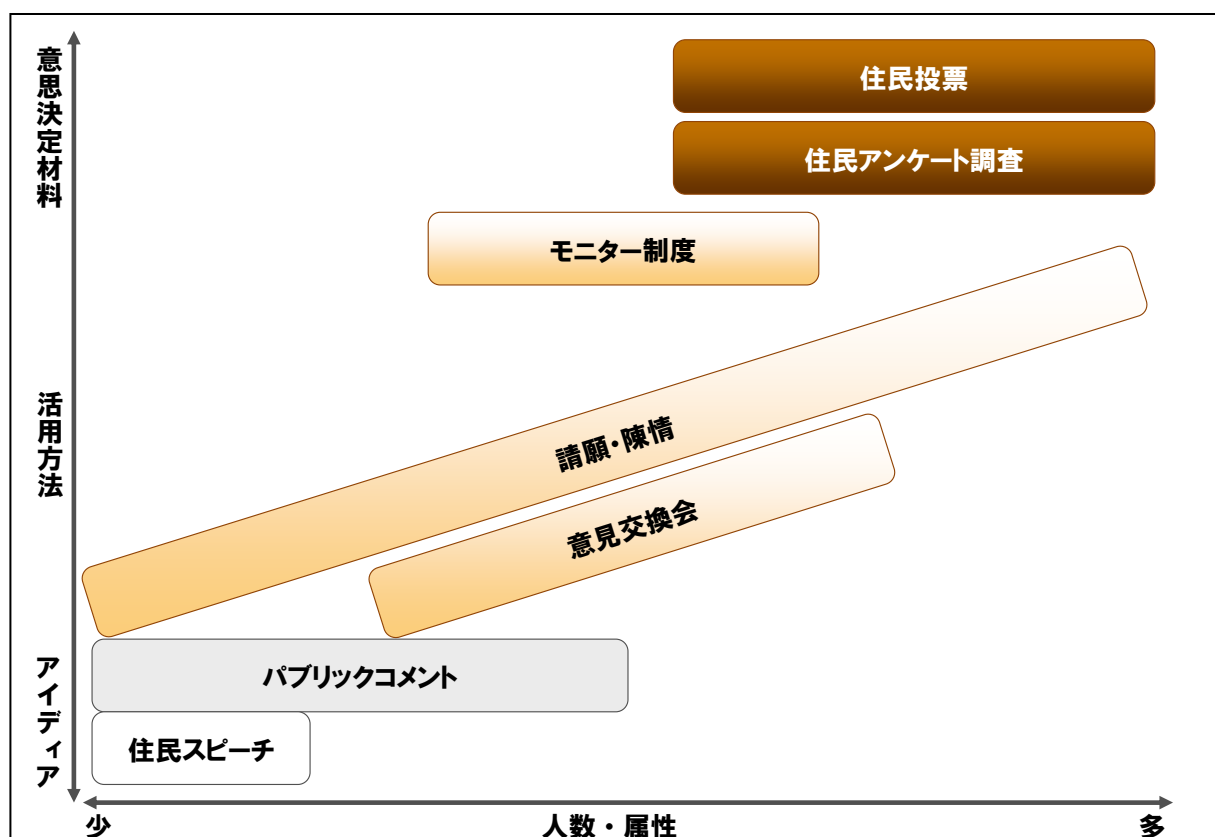 意思決定材料
住民投票
住民アンケート調査
モニター制度
活用方法
請願・陳情
意見交換会
アイディア
パブリックコメント
住民スピーチ
少
人数・属性
多